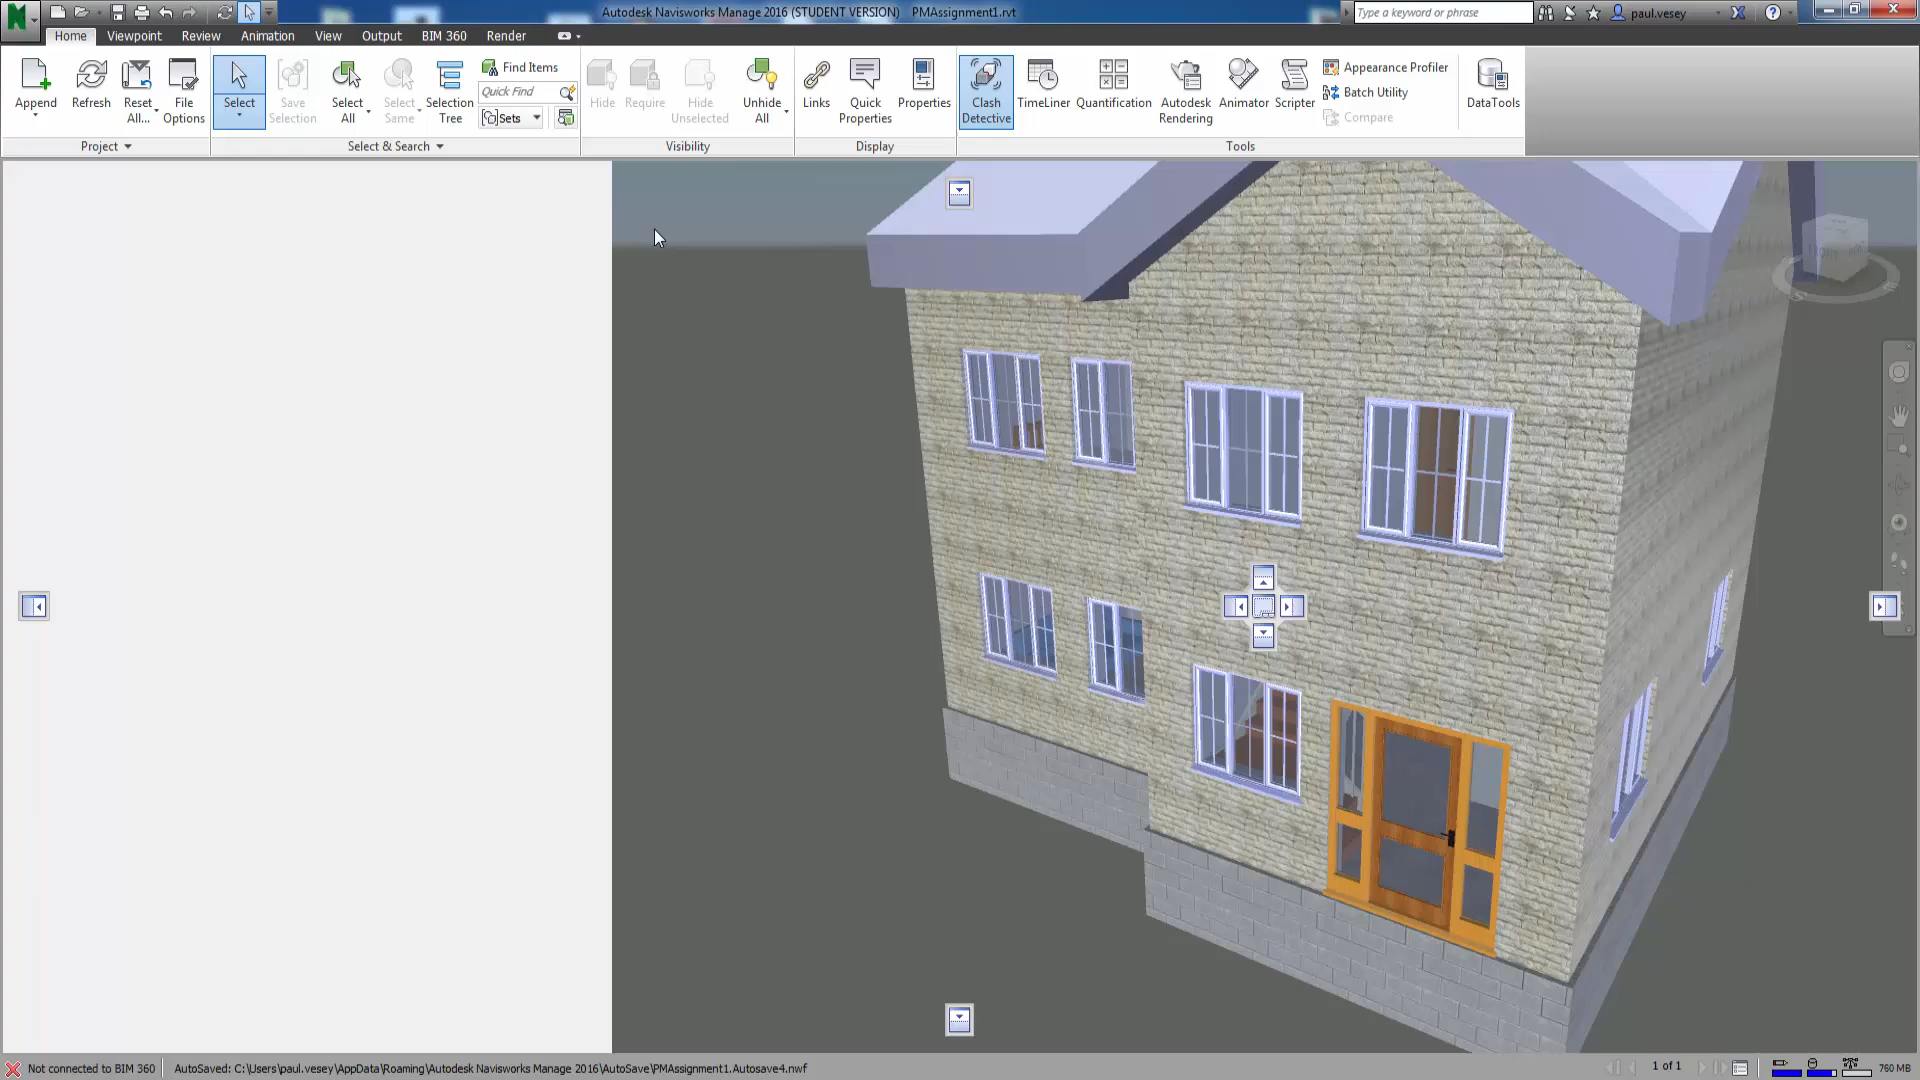 Autodesk Navisworks Manage 2016 (STUDENT VERSION) PMAssignment1.rvt
Type a keyword or phrase
paul.vesey
Home Viewpoint Review Animation View Output BIM 360 Render
Append
Refresh
Reset All...
File Options
Select
Save Selection
Select All
Select Same
Selection Tree
Find Items
Quick Find
Sets
Hide
Require
Hide Unselected
Unhide All
Links
Quick Properties
Properties
Clash Detective
TimeLiner
Quantification
Autodesk Rendering
Animator
Scripter
Appearance Profiler
Batch Utility
Compare
DataTools
Project Select & Search Visibility Display Tools
Not connected to BIM 360 AutoSaved: C:\Users\paul.vesey\AppData\Roaming\Autodesk Navisworks Manage 2016\AutoSave\PMAssignment1.Autosave4.nwf 1 of 1 760 MB